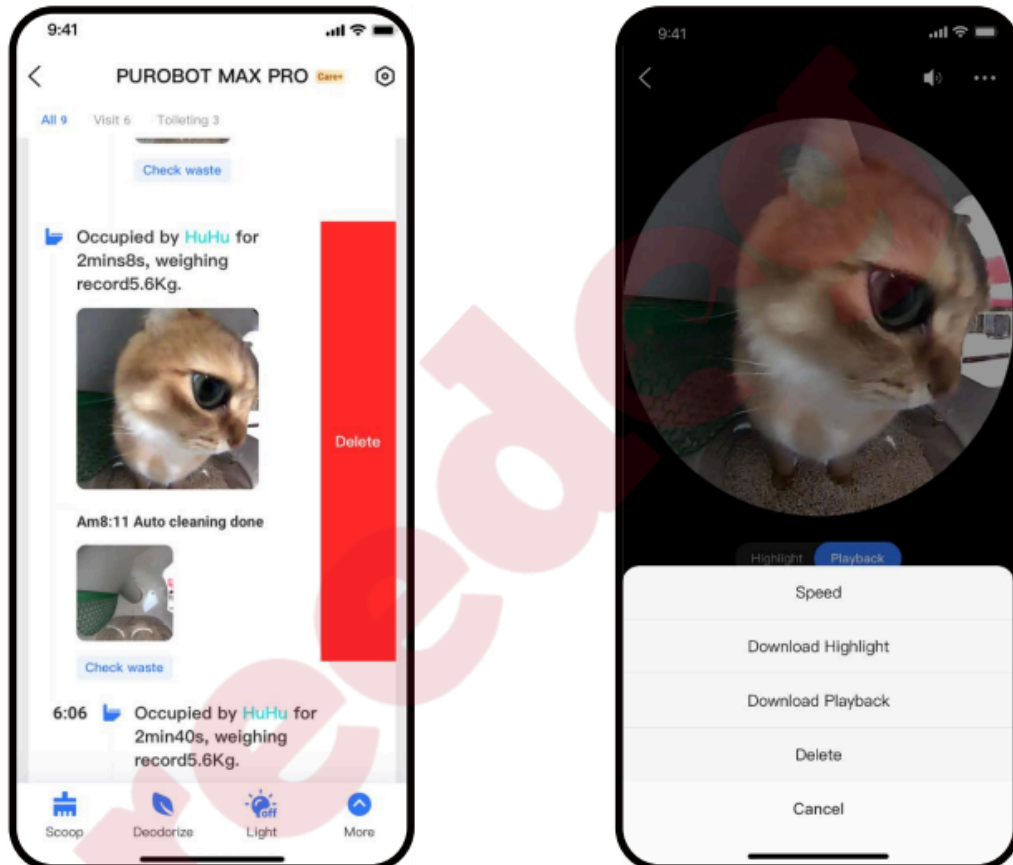 9:41
PUROBOT MAX PRO Care+
All 9 Visit 6 Toileting 3
Check waste
Occupied by HuHu for
2mins8s, weighing
record5.6Kg.
Delete
Am8:11 Auto cleaning done
Check waste
6:06 Occupied by HuHu for
2min40s, weighing
record5.6Kg.
Scoop Deodorize Light More
off
9:41
Highlight Playback
Speed
Download Highlight
Download Playback
Delete
Cancel